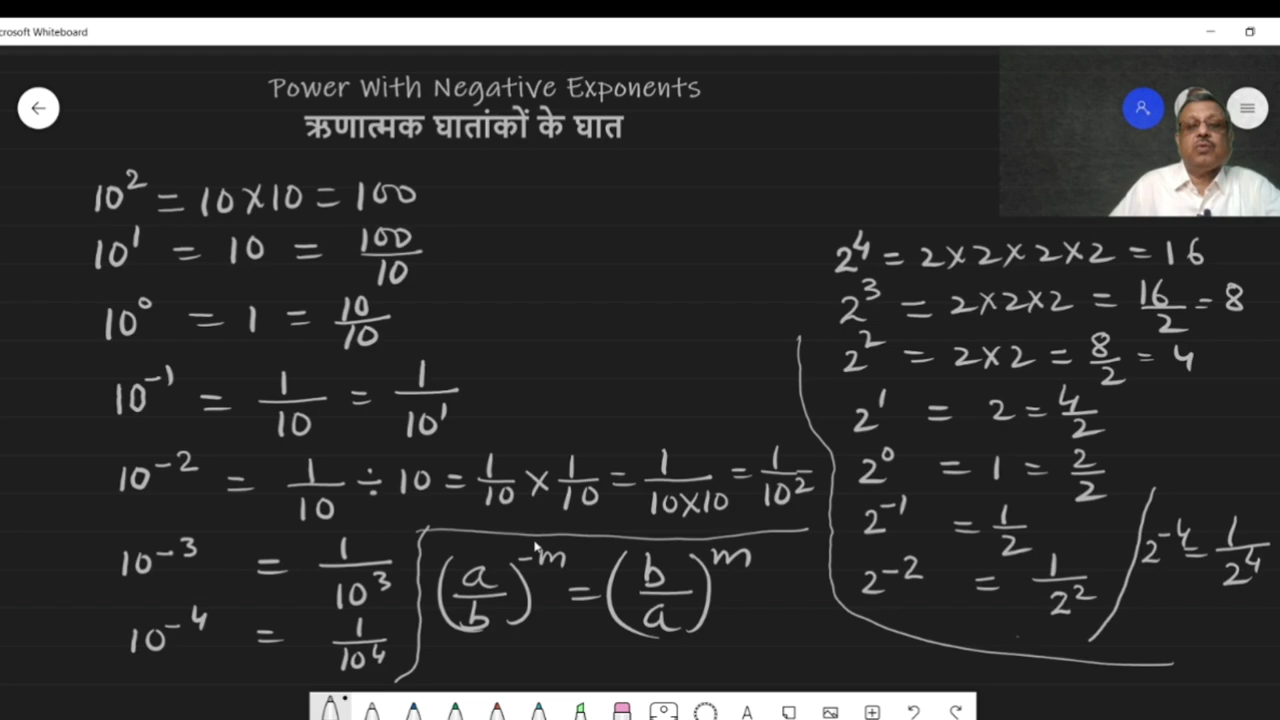 crosoft Whiteboard
Power With Negative Exponents
ऋणात्मक घातांकों के घात
10² = 10×10 = 100
10¹ = 10 = 100/10
10⁰ = 1 = 10/10
10⁻¹ = 1/10 = 1/10¹
10⁻² = 1/10 ÷ 10 = 1/10 × 1/10 = 1/10×10 = 1/10²
10⁻³ = 1/10³
10⁻⁴ = 1/10⁴
(a/b)⁻ᵐ = (b/a)ᵐ
2⁴ = 2×2×2×2 = 16
2³ = 2×2×2 = 16/2 = 8
2² = 2×2 = 8/2 = 4
2¹ = 2 = 4/2
2⁰ = 1 = 2/2
2⁻¹ = 1/2
2⁻² = 1/2²
2⁻⁴ = 1/2⁴
A